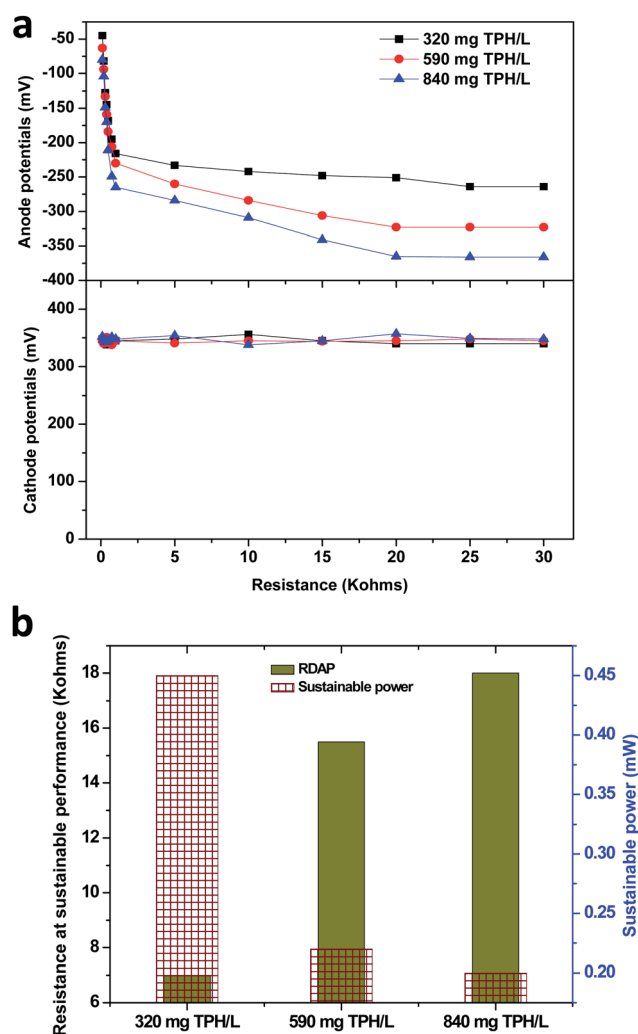 a
320 mg TPH/L
590 mg TPH/L
840 mg TPH/L
Anode potentials (mV)
-50
-100
-150
-200
-250
-300
-350
-400
Cathode potentials (mV)
400
300
200
100
0
0 5 10 15 20 25 30
Resistance (Kohms)
b
RDAP
Sustainable power
Resistance at sustainable performance (Kohms)
18
16
14
12
10
8
6
0.45
0.40
0.35
0.30
0.25
0.20
Sustainable power (mW)
320 mg TPH/L 590 mg TPH/L 840 mg TPH/L